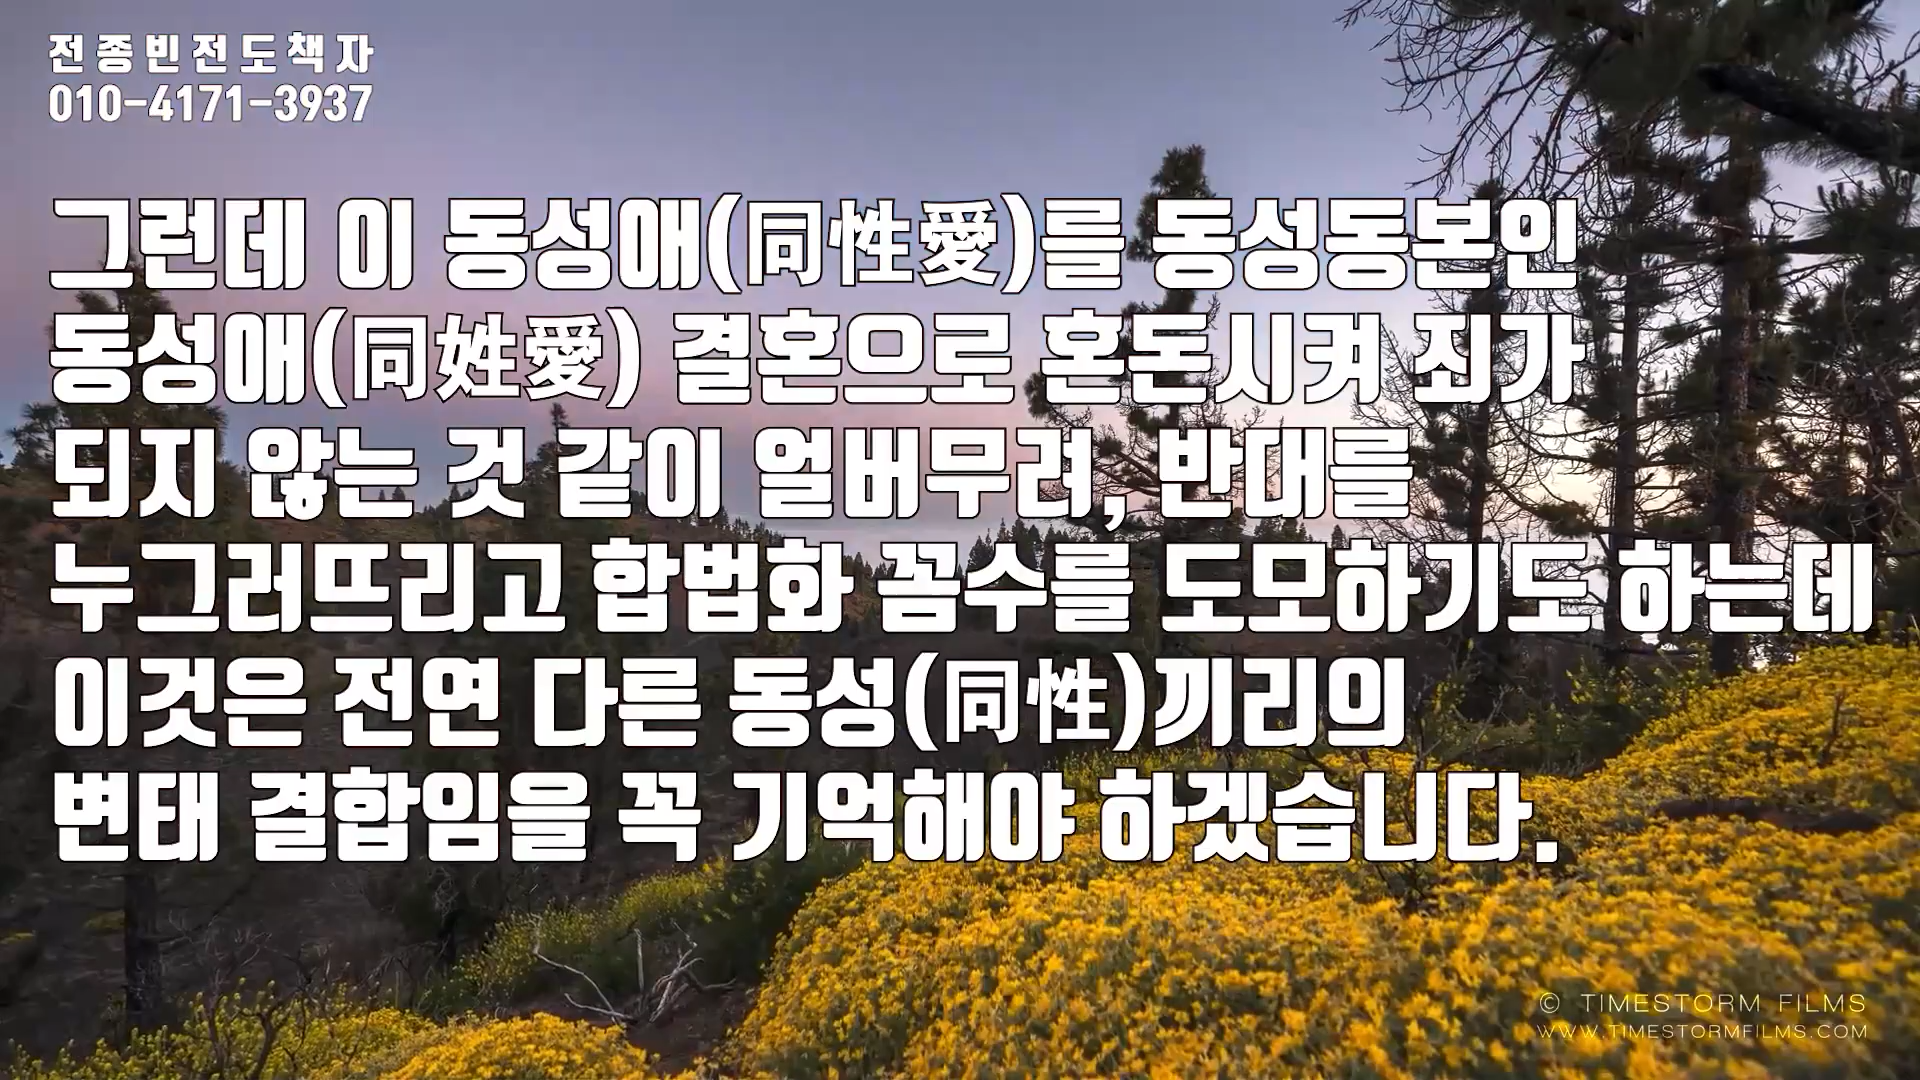 전종빈전도책자
010-4171-3937
그런데 이 동성애(同性愛)를 동성동본인
동성애(同姓愛) 결혼으로 혼돈시켜 죄가
되지 않는 것 같이 얼버무려, 반대를
누그러뜨리고 합법화 꼼수를 도모하기도 하는데
이것은 전연 다른 동성(同性)끼리의
변태 결합임을 꼭 기억해야 하겠습니다.
© TIMESTORM FILMS
WWW.TIMESTORMFILMS.COM